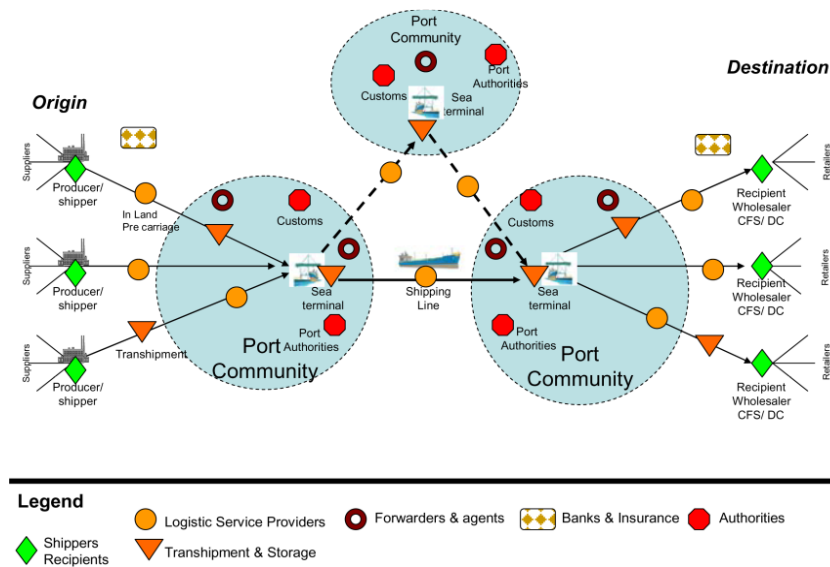 Port
Community
Customs
Port
Authorities
Sea
terminal
Origin
Destination
Suppliers
Producer/
shipper
In Land
Pre carriage
Customs
Customs
Recipient
Wholesaler
CFS/ DC
Retailers
Suppliers
Producer/
shipper
Sea
terminal
Shipping
Line
Sea
terminal
Recipient
Wholesaler
CFS/ DC
Retailers
Suppliers
Producer/
shipper
Transhipment
Port
Authorities
Port
Community
Port
Authorities
Port
Community
Recipient
Wholesaler
CFS/ DC
Retailers
Legend
Logistic Service Providers
Forwarders & agents
Banks & Insurance
Authorities
Shippers
Recipients
Transhipment & Storage